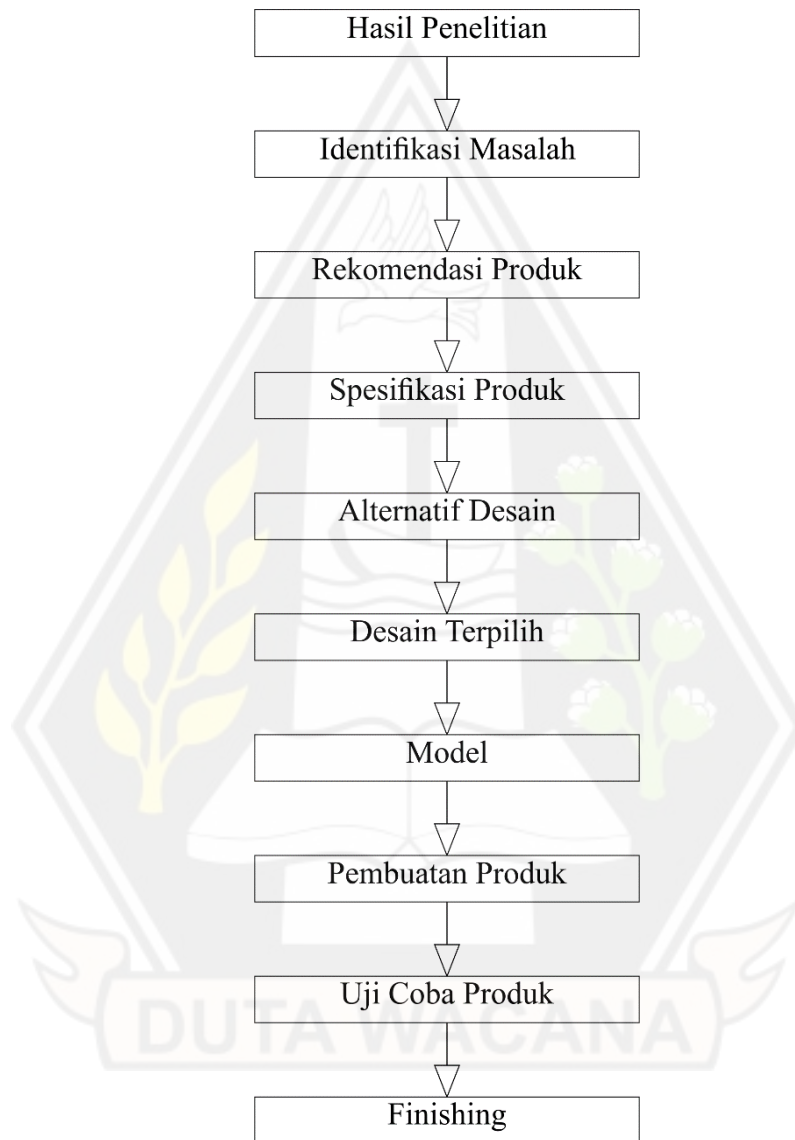 Hasil Penelitian
Identifikasi Masalah
Rekomendasi Produk
Spesifikasi Produk
Alternatif Desain
Desain Terpilih
Model
Pembuatan Produk
Uji Coba Produk
DUTA WACANA
Finishing